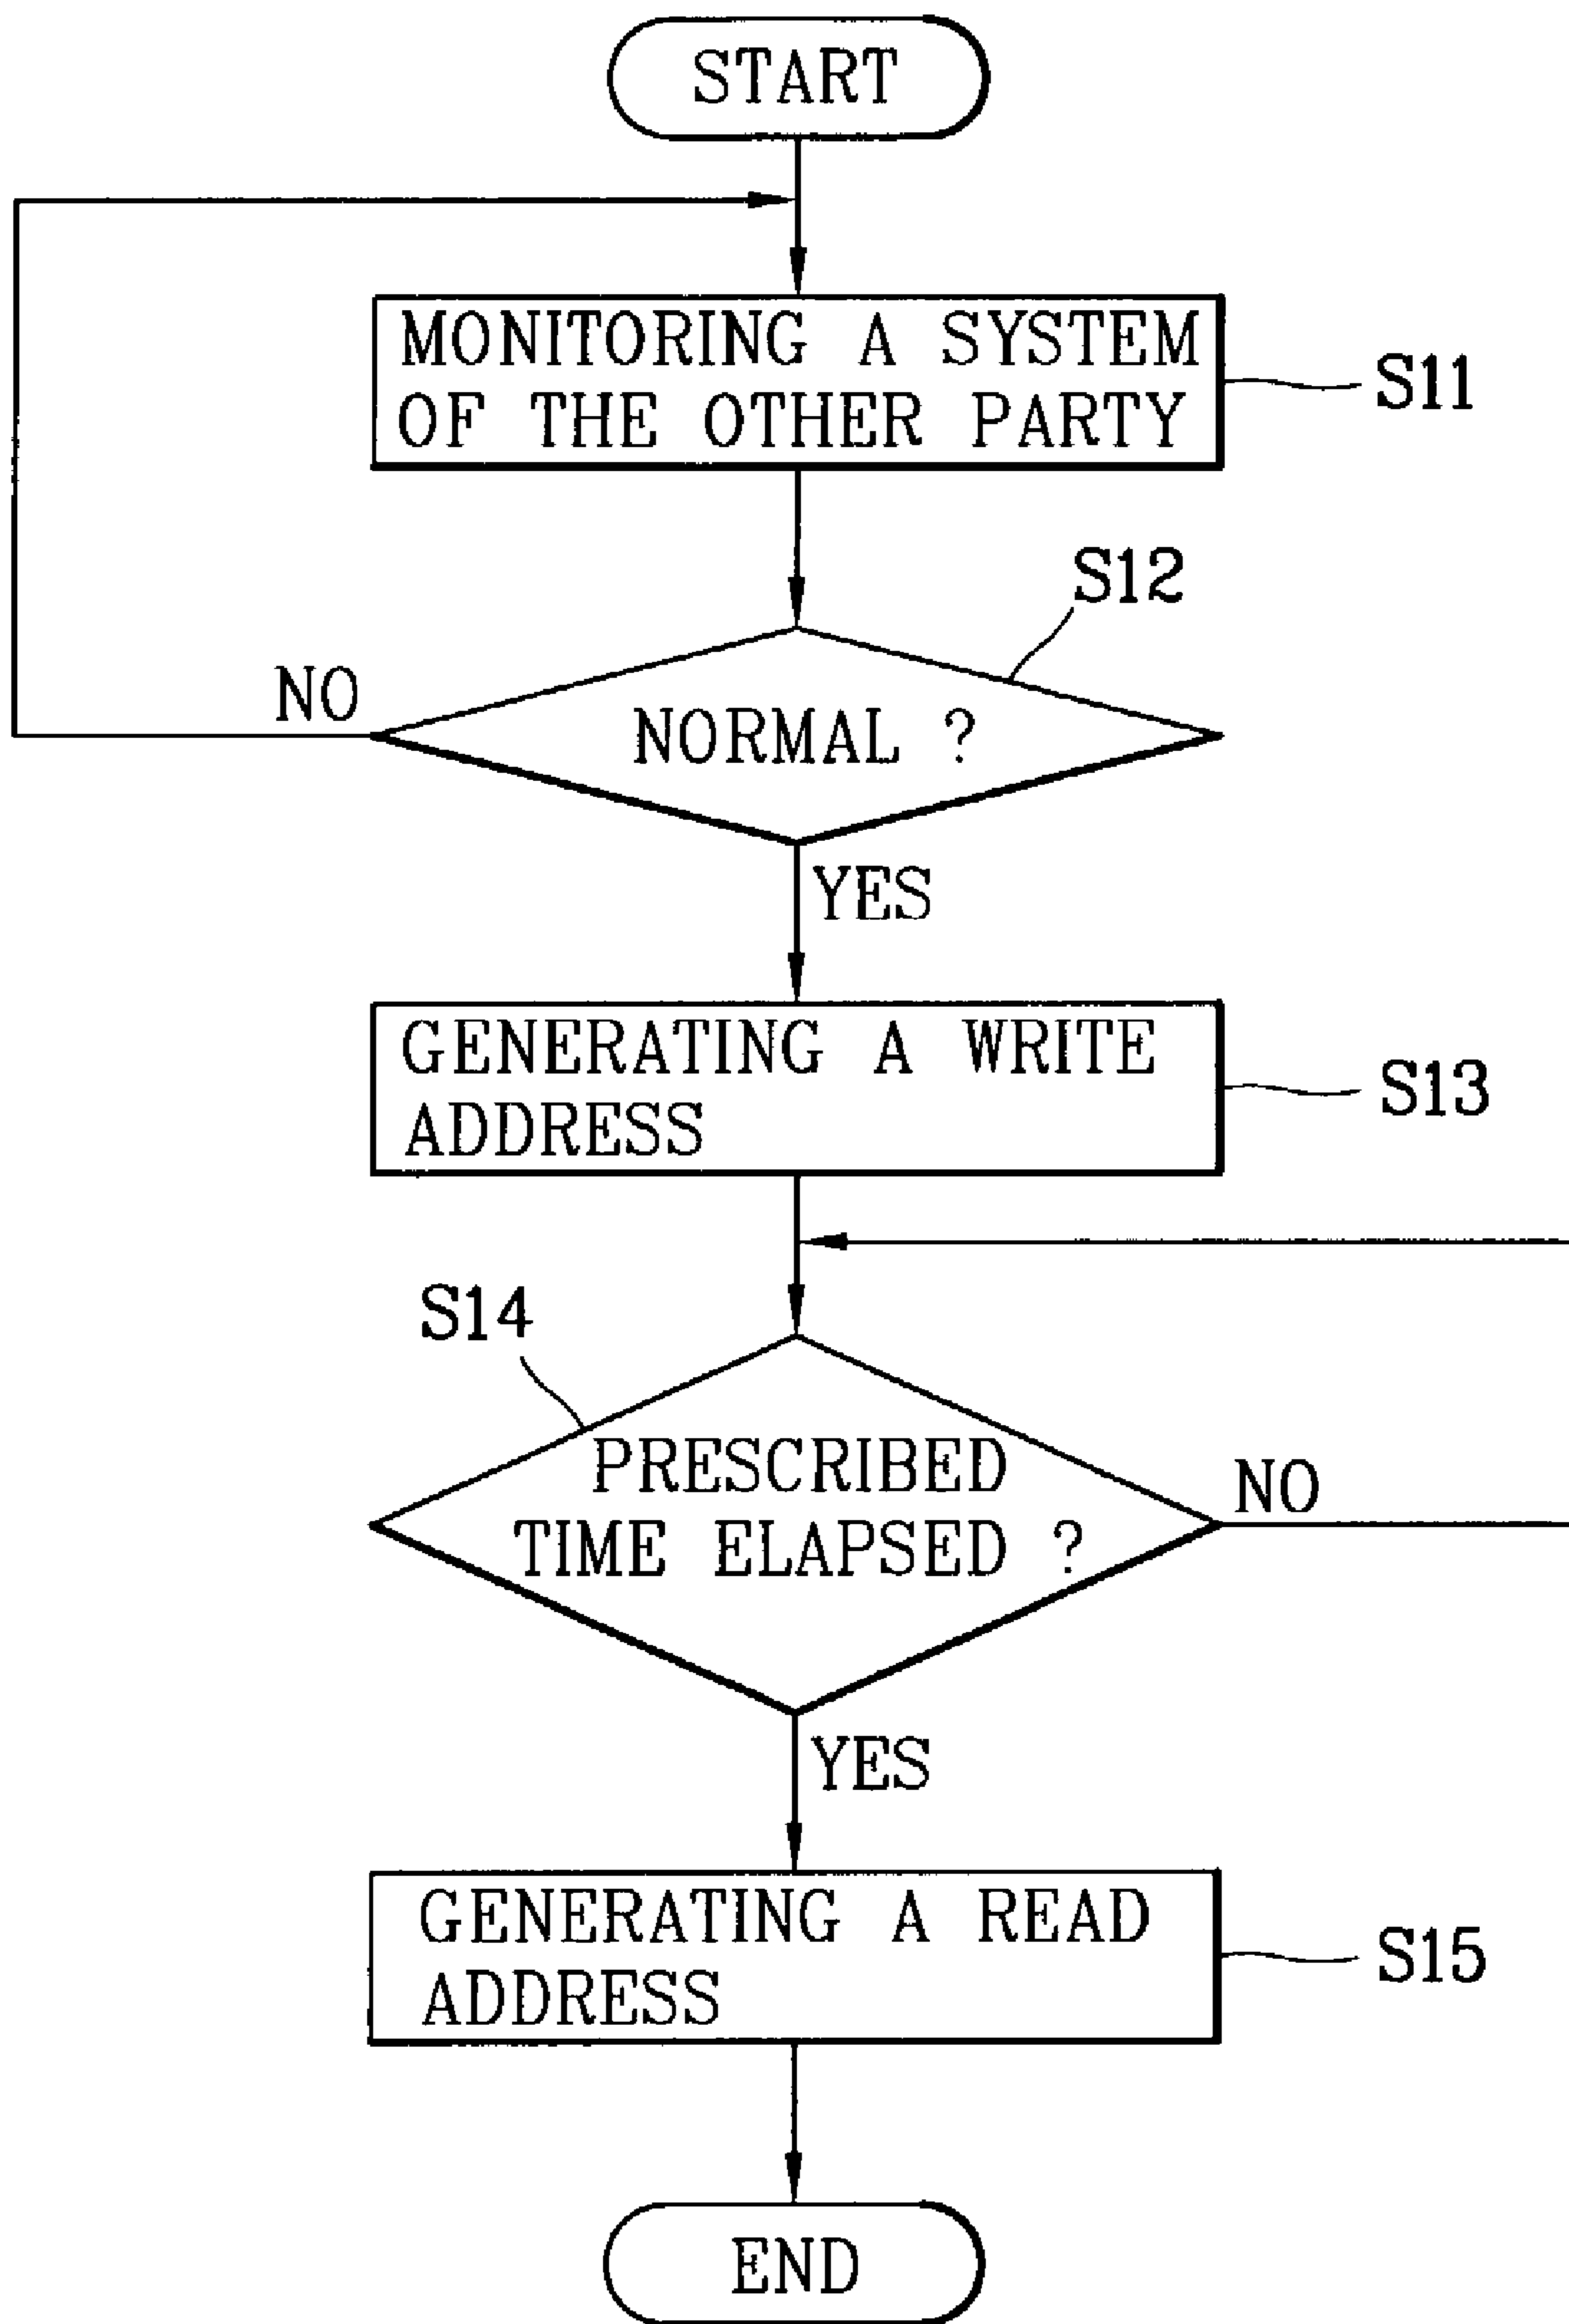 START
MONITORING A SYSTEM
OF THE OTHER PARTY
S11
S12
NO
NORMAL ?
YES
GENERATING A WRITE
ADDRESS
S13
S14
PRESCRIBED
TIME ELAPSED ?
NO
YES
GENERATING A READ
ADDRESS
S15
END